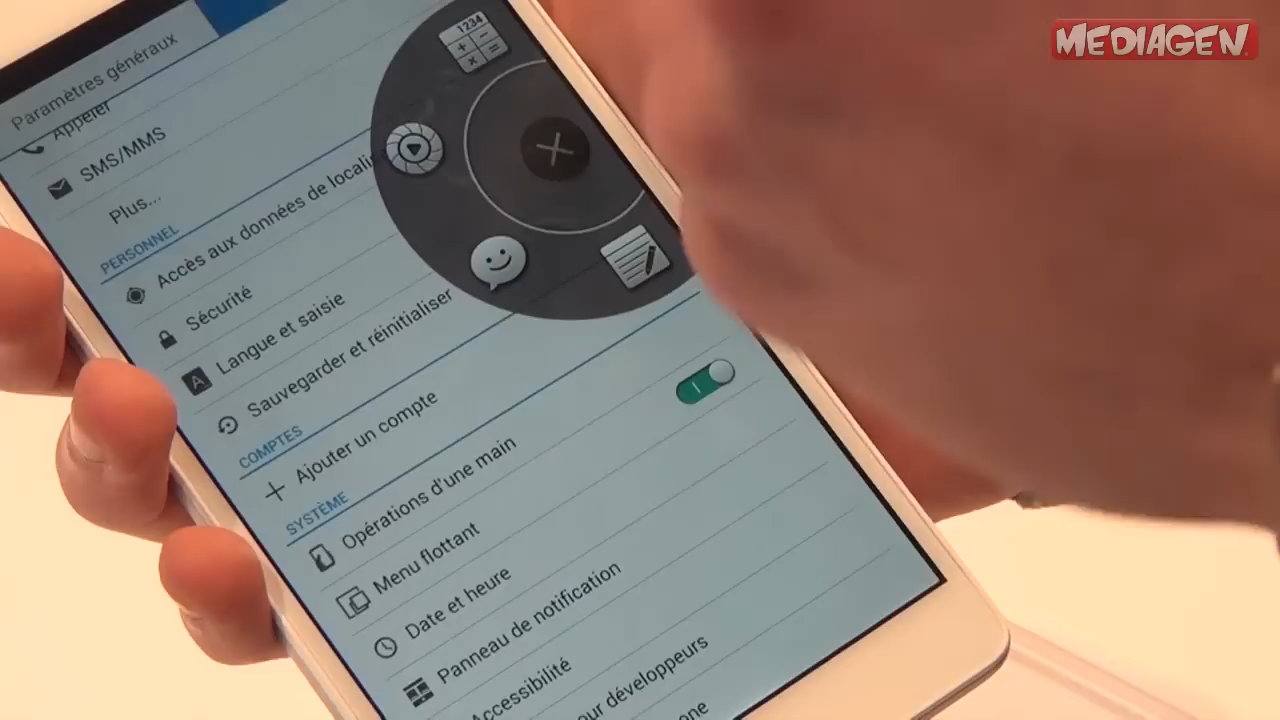 MEDIAGEN
Paramètres généraux
Appeler
SMS/MMS
Plus...
PERSONNEL
Accès aux données de
Sécurité
A
Langue et saisie
Sauvegarder et réinitialiser
COMPTES
Ajouter un compte
SYSTÈME
Opérations d'une main
Menu flottant
Date et heure
Panneau de notification
Accessibilité
développeurs
1234